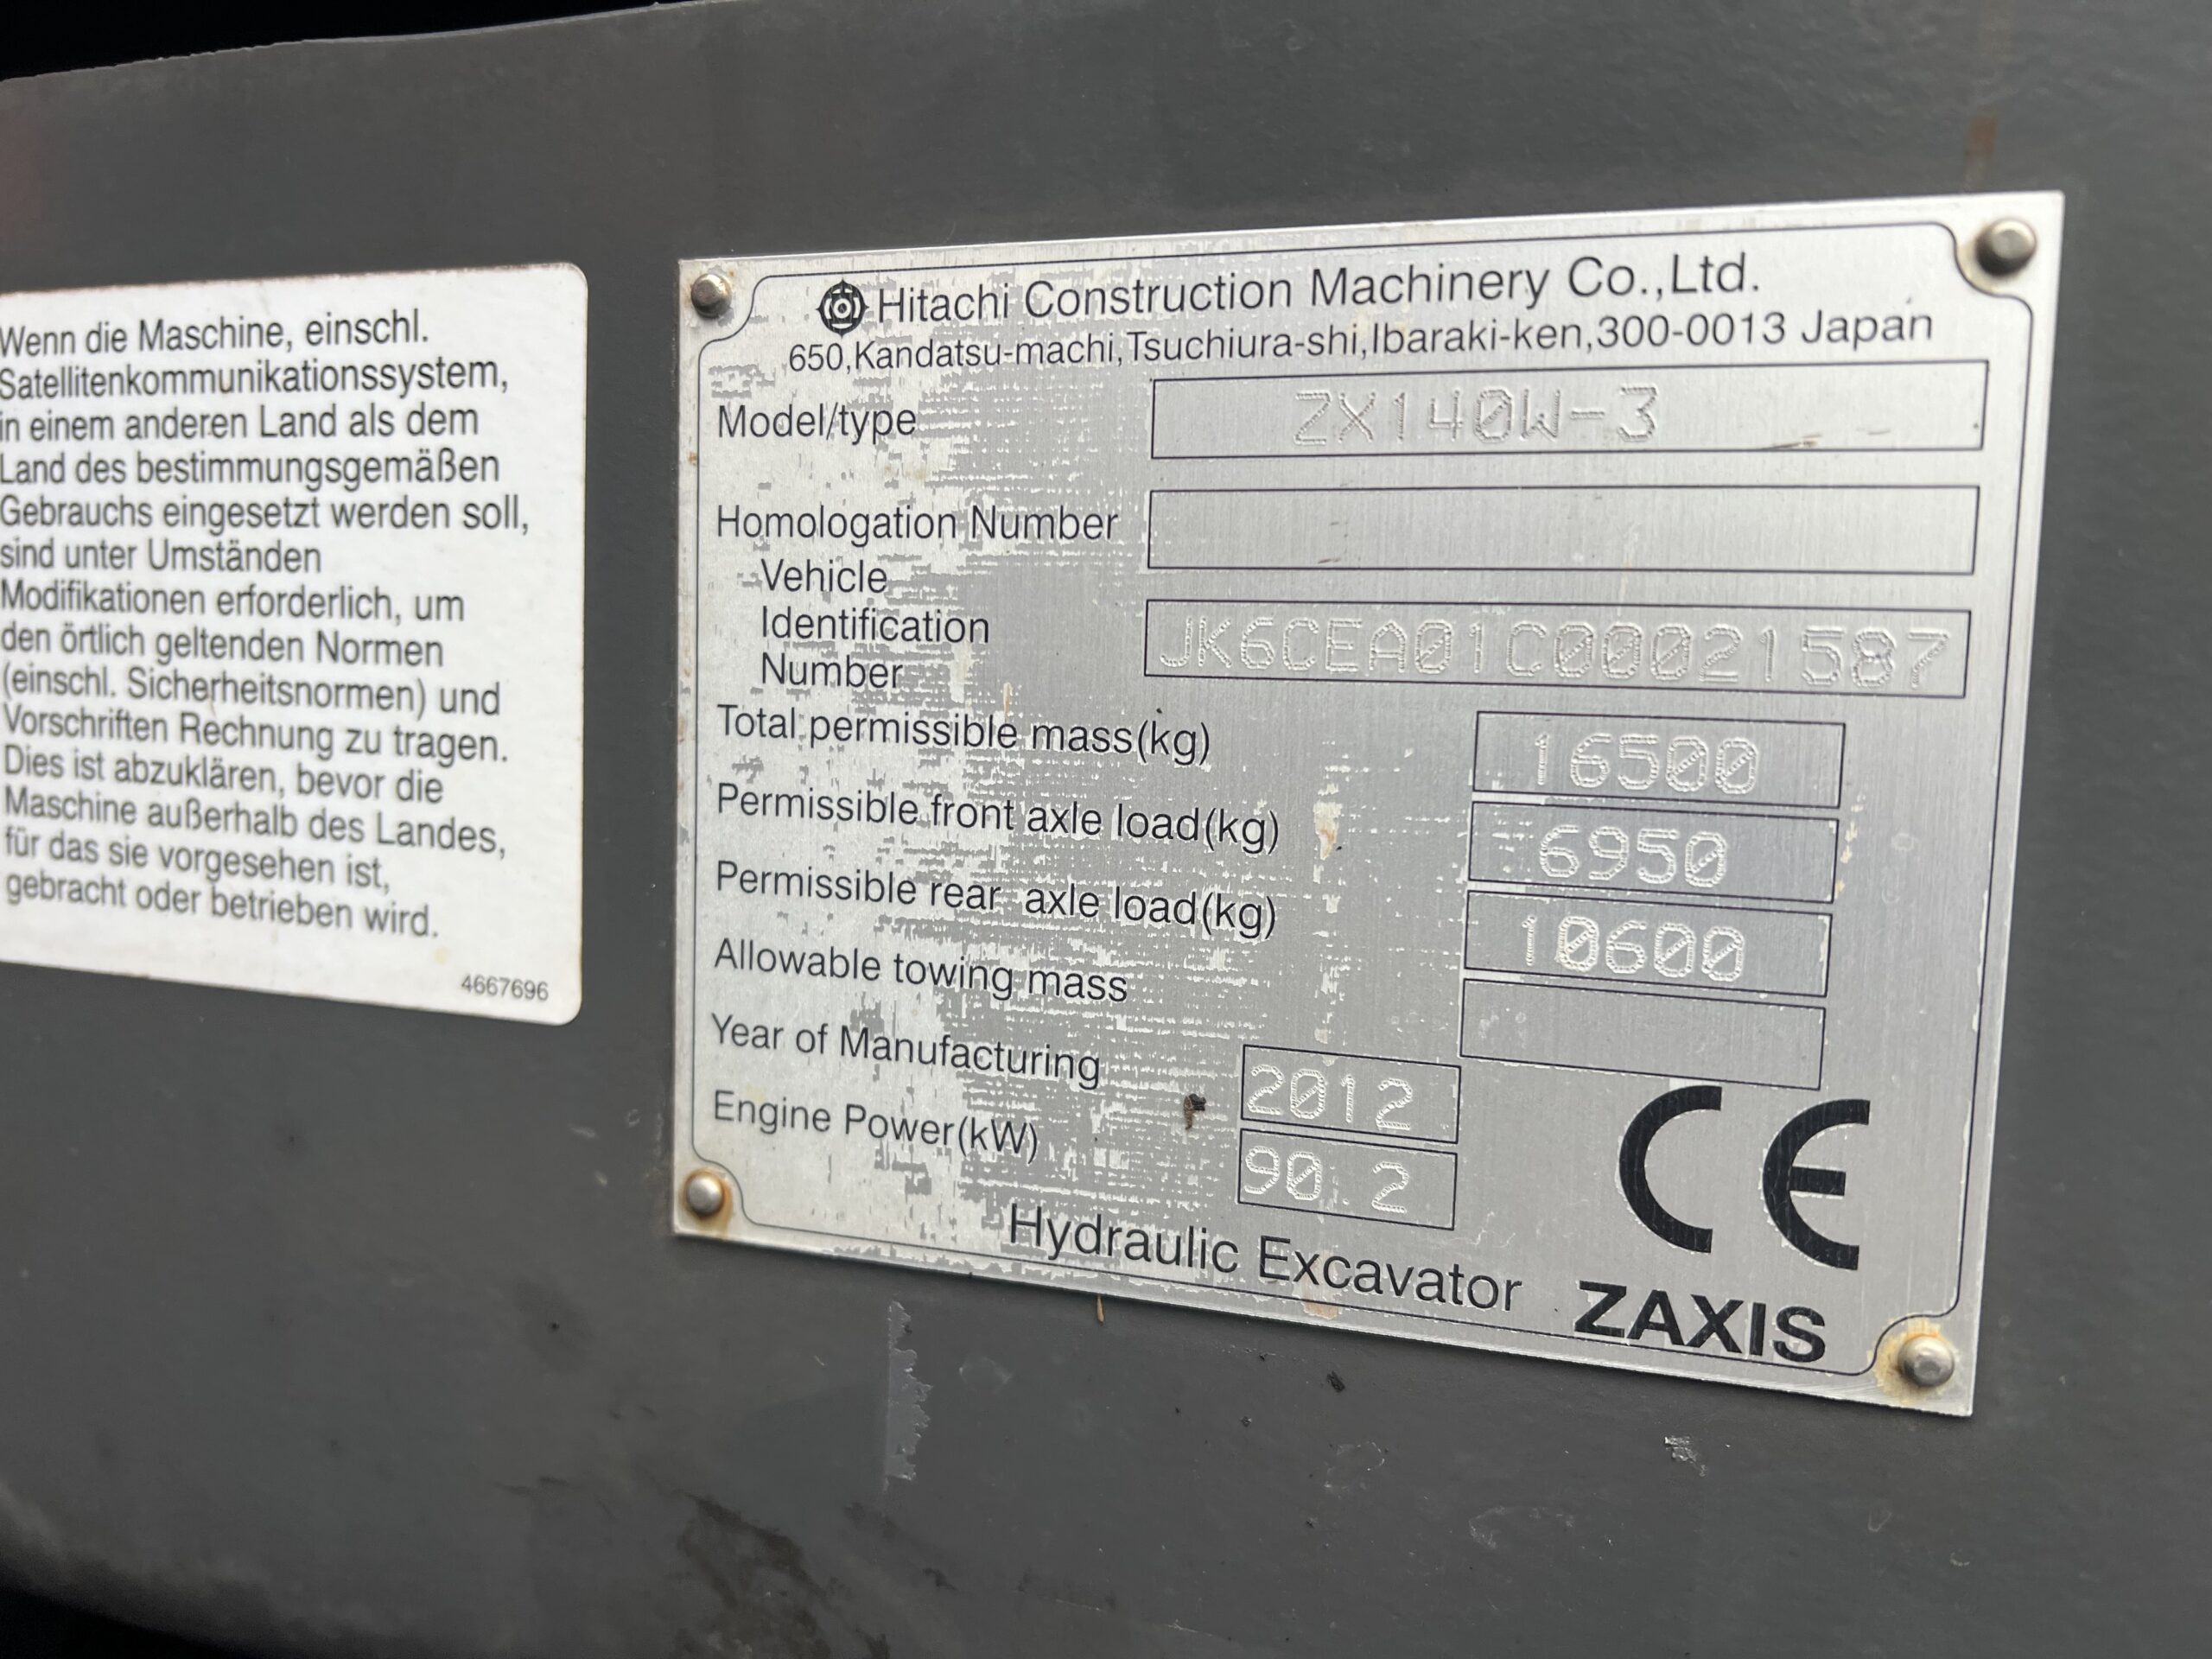 Wenn die Maschine, einschl.
Satellitenkommunikationssystem,
in einem anderen Land als dem
Land des bestimmungsgemäßen
Gebrauchs eingesetzt werden soll,
sind unter Umständen
Modifikationen erforderlich, um
den örtlich geltenden Normen
(einschl. Sicherheitsnormen) und
Vorschriften Rechnung zu tragen.
Dies ist abzuklären, bevor die
Maschine außerhalb des Landes,
für das sie vorgesehen ist,
gebracht oder betrieben wird.
4667696
Hitachi Construction Machinery Co.,Ltd.
650,Kandatsu-machi,Tsuchiura-shi,Ibaraki-ken,300-0013 Japan
Model/type ZX140W-3
Homologation Number
Vehicle
Identification
Number JK6CEA01C00021587
Total permissible mass(kg) 16500
Permissible front axle load(kg) 6950
Permissible rear axle load(kg) 10600
Allowable towing mass
Year of Manufacturing 2012
Engine Power(kW) 90.2
CE
Hydraulic Excavator ZAXIS